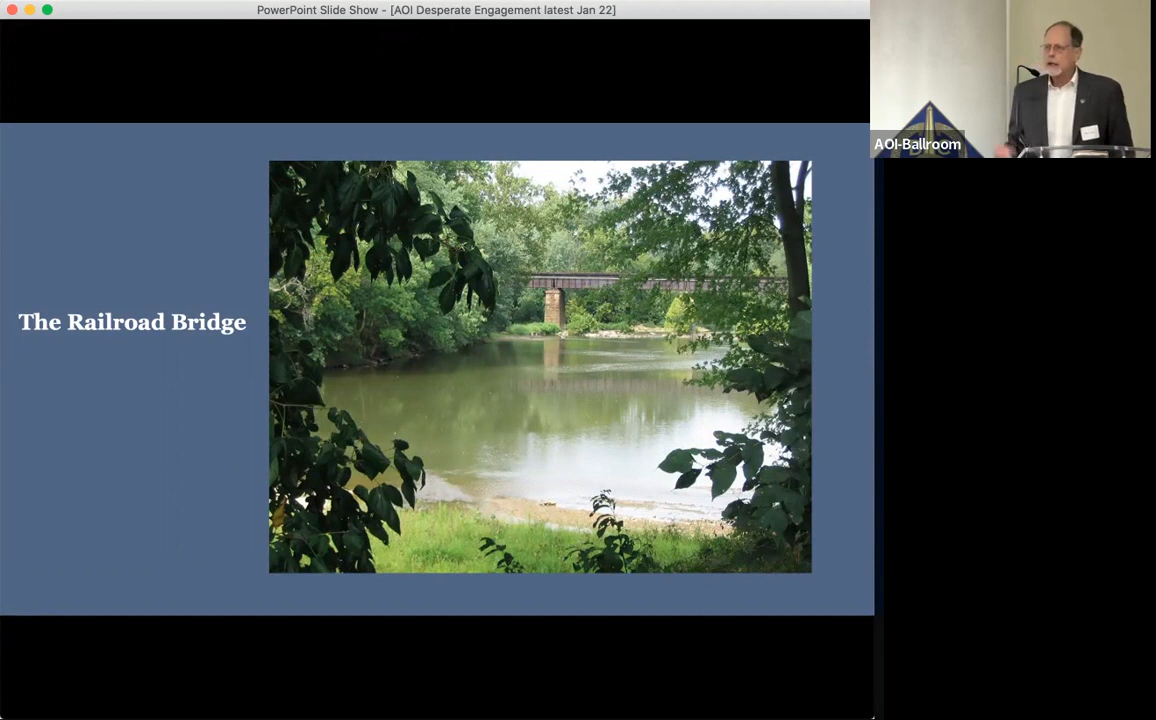 PowerPoint Slide Show - [AOI Desperate Engagement latest Jan 22]
The Railroad Bridge
AOI-Ballroom